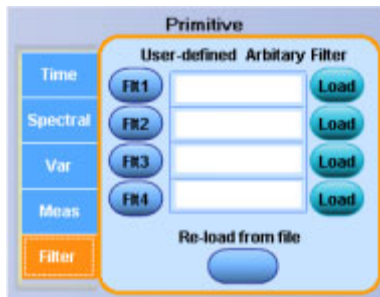 Primitive
User-defined Arbitary Filter
Time
Flt1
Load
Spectral
Flt2
Load
Var
Flt3
Load
Meas
Flt4
Load
Filter
Re-load from file